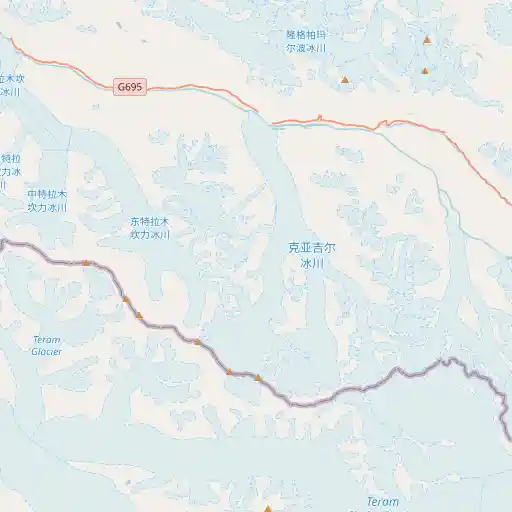 隆格帕玛
尔波冰川
拉木坎
冰川
G695
特拉
坎力冰
川
中特拉木
坎力冰川
东特拉木
坎力冰川
克亚吉尔
冰川
Teram
Glacier
Teram